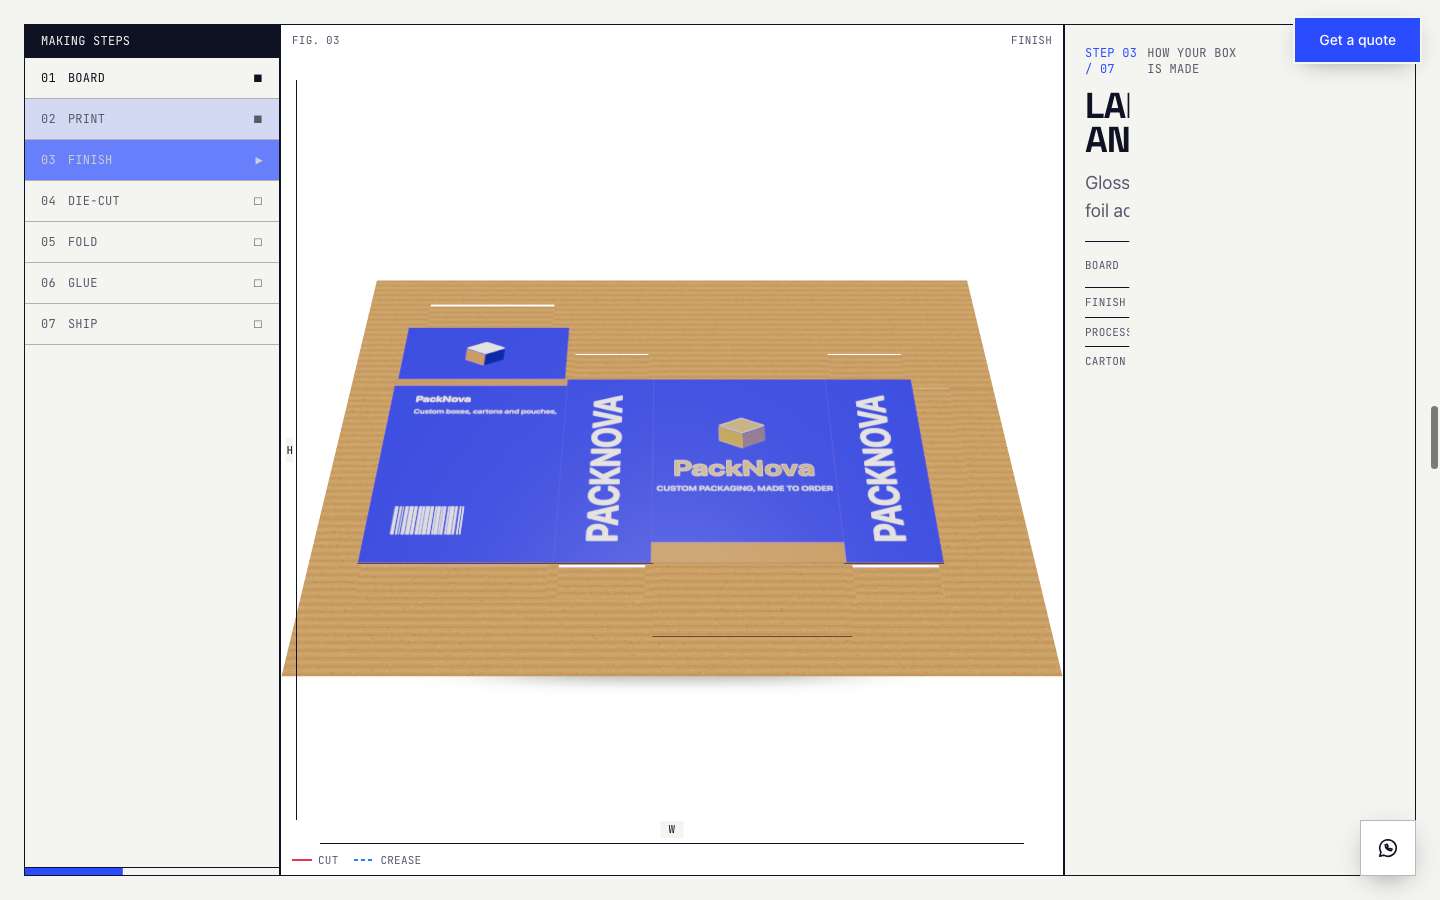 MAKING STEPS
01 BOARD
02 PRINT
03 FINISH
04 DIE-CUT
05 FOLD
06 GLUE
07 SHIP
FIG. 03
FINISH
H
PackNova
Custom boxes, cartons and pouches,
PACKNOVA
PackNova
CUSTOM PACKAGING, MADE TO ORDER
PACKNOVA
W
CUT
CREASE
STEP 03
/ 07
HOW YOUR BOX
IS MADE
LA
AN
Gloss
foil ac
BOARD
FINISH
PROCESS
CARTON
Get a quote